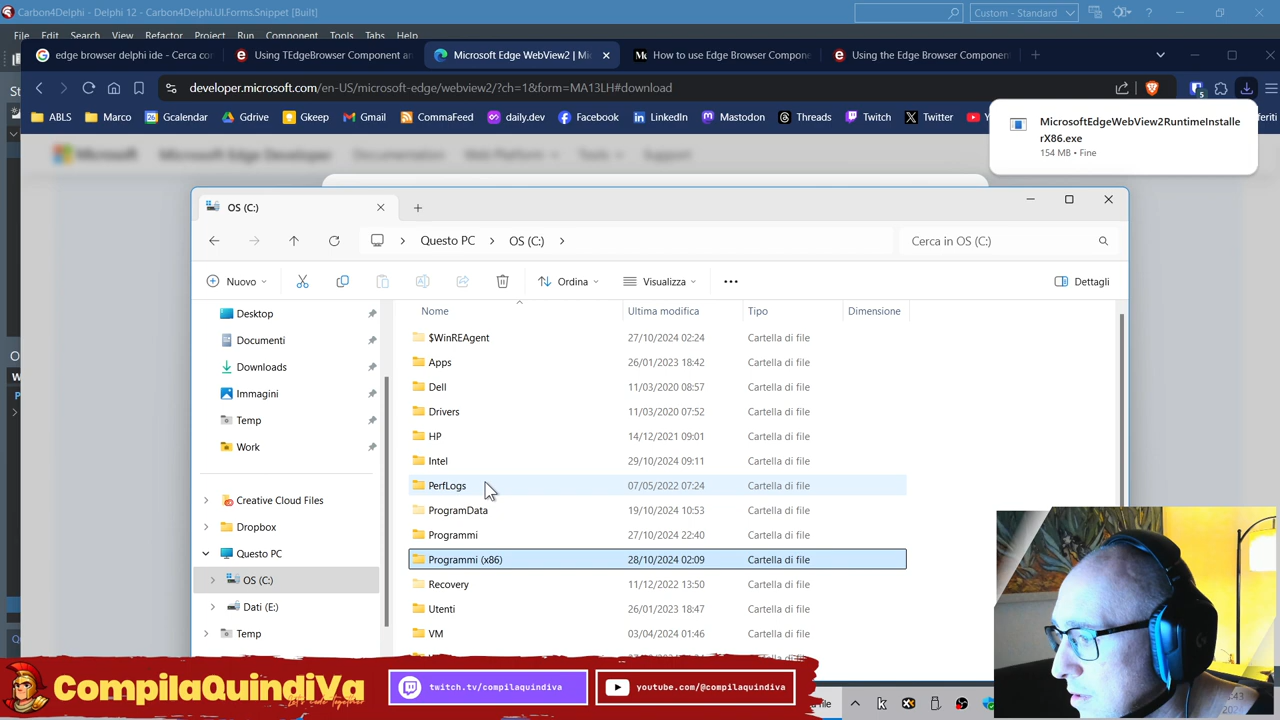 Carbon4Delphi - Delphi 12 - Carbon4Delphi.UI.Forms.Snippet [Built]
Custom Standard
File Edit Search View Refactor Project Run Component Tools Tabs Help
edge browser delphi ide - Cerca co
Using TEdgeBrowser Component an
Microsoft Edge WebView2 | Mi
How to use Edge Browser Compone
Using the Edge Browser Component
developer.microsoft.com/en-US/microsoft-edge/webview2/?ch=1&form=MA13LH#download
ABLS Marco Gcalendar Gdrive Gkeep Gmail CommaFeed daily.dev Facebook LinkedIn Mastodon Threads Twitch Twitter
MicrosoftEdgeWebView2RuntimeInstalle
rX86.exe
154 MB • Fine
Microsoft Microsoft Edge Developer Tools Support
OS (C:)
Questo PC > OS (C:) >
Cerca in OS (C:)
Nuovo Ordina Visualizza ••• Dettagli
Nome Ultima modifica Tipo Dimensione
Desktop
Documenti
Downloads
Immagini
Temp
Work
Creative Cloud Files
Dropbox
Questo PC
OS (C:)
Dati (E:)
Temp
$WinREAgent 27/10/2024 02:24 Cartella di file
Apps 26/01/2023 18:42 Cartella di file
Dell 11/03/2020 08:57 Cartella di file
Drivers 11/03/2020 07:52 Cartella di file
HP 14/12/2021 09:01 Cartella di file
Intel 29/10/2024 09:11 Cartella di file
PerfLogs 07/05/2022 07:24 Cartella di file
ProgramData 19/10/2024 10:53 Cartella di file
Programmi 27/10/2024 22:40 Cartella di file
Programmi (x86) 28/10/2024 02:09 Cartella di file
Recovery 11/12/2022 13:50 Cartella di file
Utenti 26/01/2023 18:47 Cartella di file
VM 03/04/2024 01:46 Cartella di file
CompilaQuindiVa
Let's code together
twitch.tv/compilaquindiva
youtube.com/@compilaquindiva